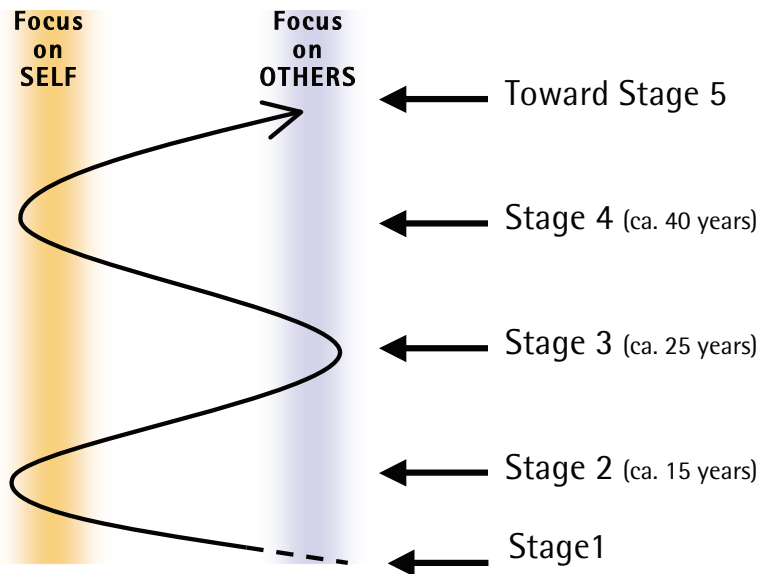 Focus
on
SELF
Focus
on
OTHERS
Toward Stage 5
Stage 4 (ca. 40 years)
Stage 3 (ca. 25 years)
Stage 2 (ca. 15 years)
Stage1